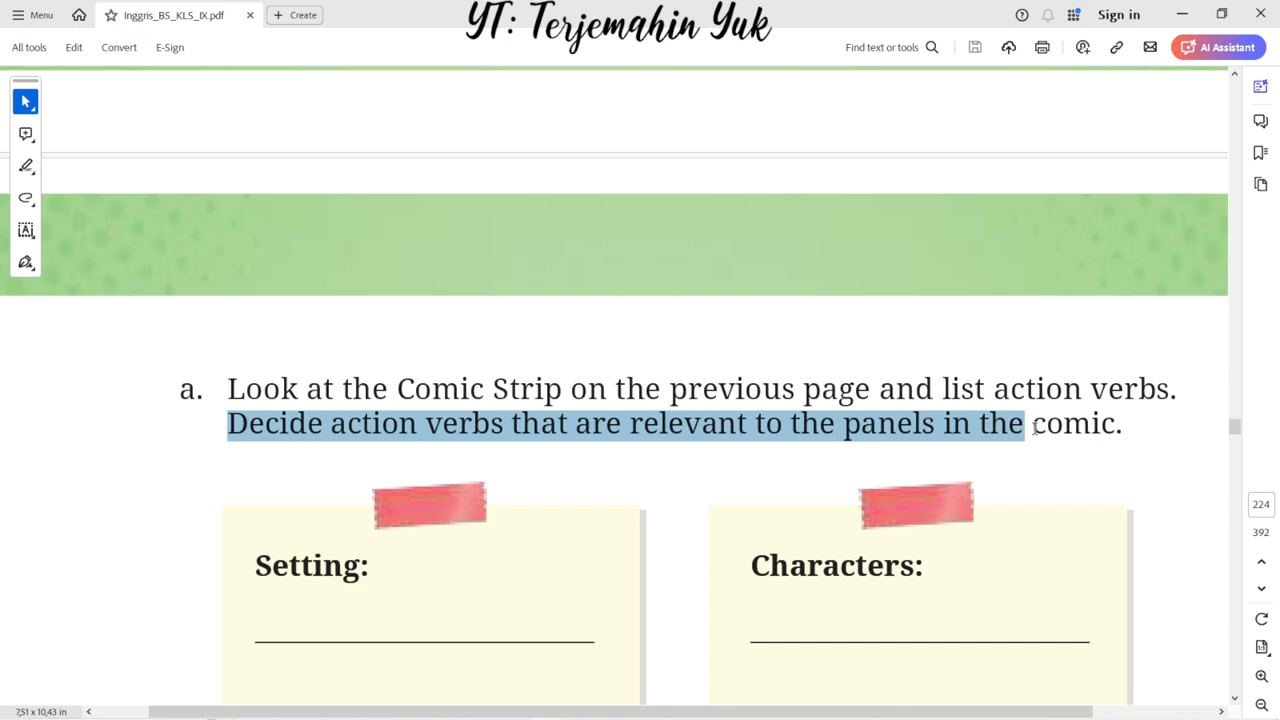 Menu
Inggris_BS_KLS_IX.pdf
Create
YT: Terjemahin Yuk
Sign in
All tools
Edit
Convert
E-Sign
Find text or tools
AI Assistant
a. Look at the Comic Strip on the previous page and list action verbs.
Decide action verbs that are relevant to the panels in the comic.
Setting:
Characters:
224
392
7,51 x 10,43 in